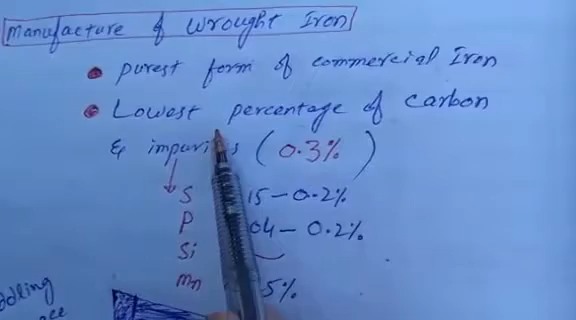 Manufacture of Wrought Iron
purest form of commercial Iron
Lowest percentage of carbon
& (0.3%)
S 15-0.2%
P 04-0.2%
Si
Mn 5%